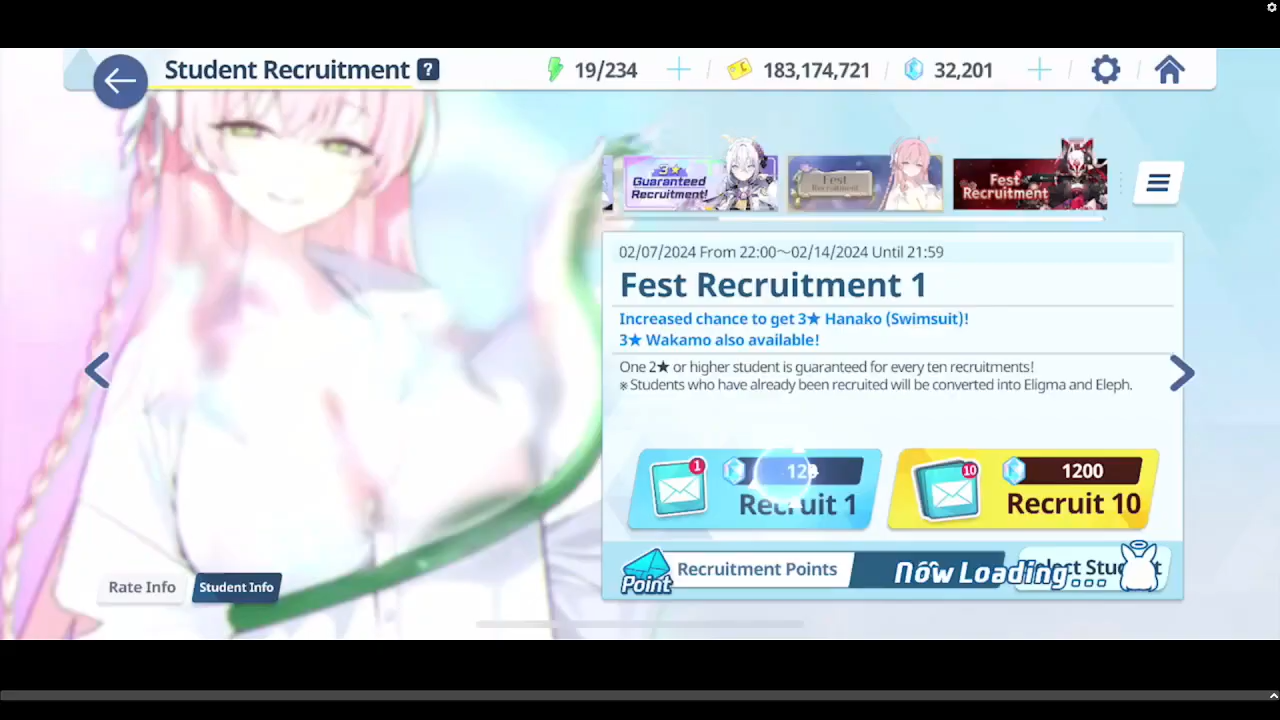 Student Recruitment ?
19/234
183,174,721
32,201
3★
Guaranteed
Recruitment!
Fest
Recruitment
Fest
Recruitment
02/07/2024 From 22:00～02/14/2024 Until 21:59
Fest Recruitment 1
Increased chance to get 3★ Hanako (Swimsuit)!
3★ Wakamo also available!
One 2★ or higher student is guaranteed for every ten recruitments!
※ Students who have already been recruited will be converted into Eligma and Eleph.
1
Recruit 1
10
1200
Recruit 10
Point
Recruitment Points
Now Loading...
Rate Info
Student Info